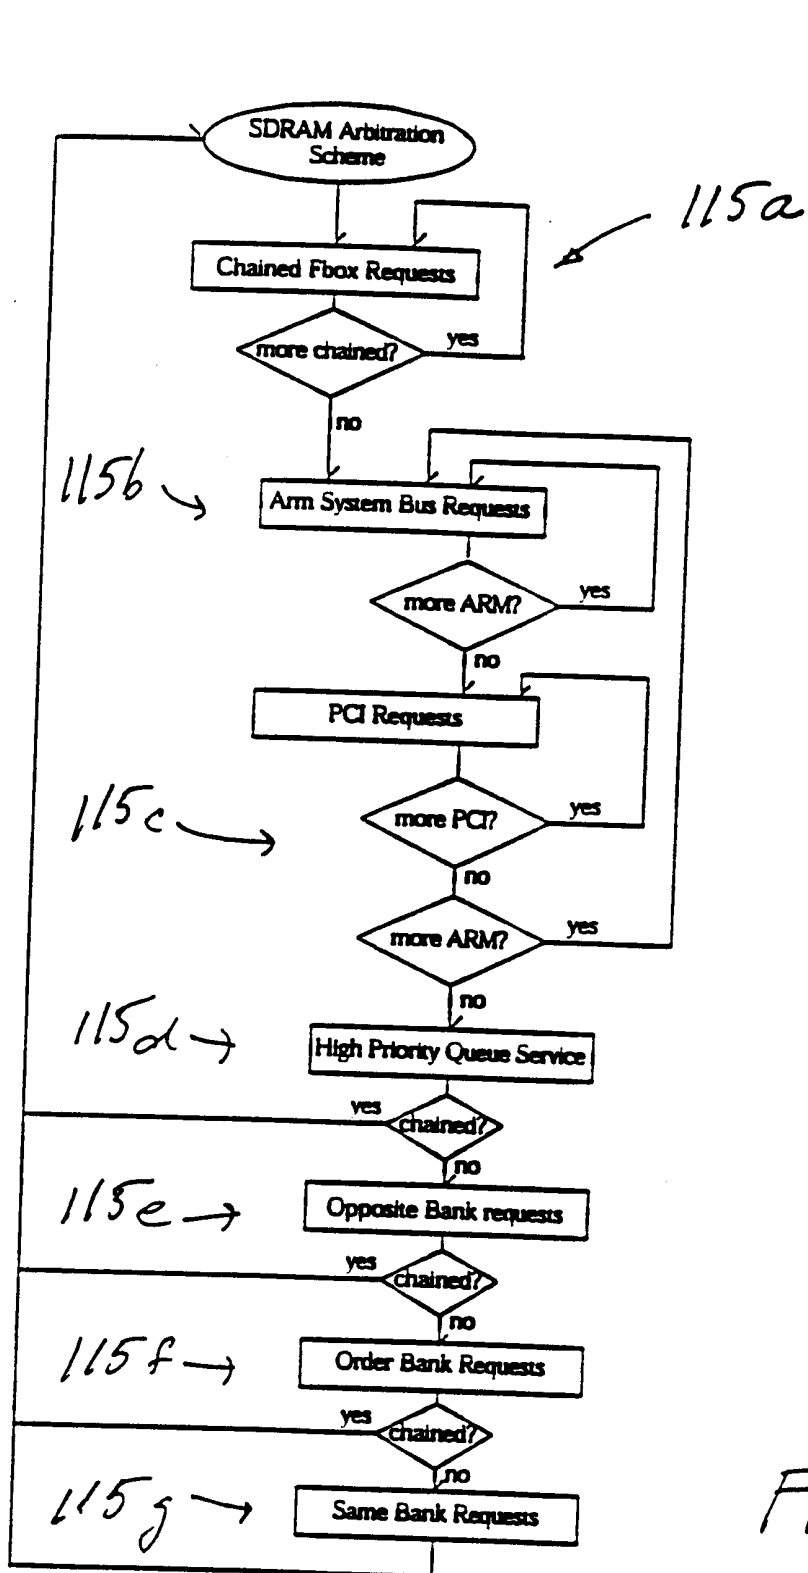 SDRAM Arbitration
Scheme
115a
Chained Fbox Requests
more chained?
yes
no
115b
Arm System Bus Requests
more ARM?
yes
no
PCI Requests
115c
more PCI?
yes
no
more ARM?
yes
no
115d
High Priority Queue Service
yes
chained?
no
115e
Opposite Bank requests
yes
chained?
no
115f
Order Bank Requests
yes
chained?
no
115g
Same Bank Requests